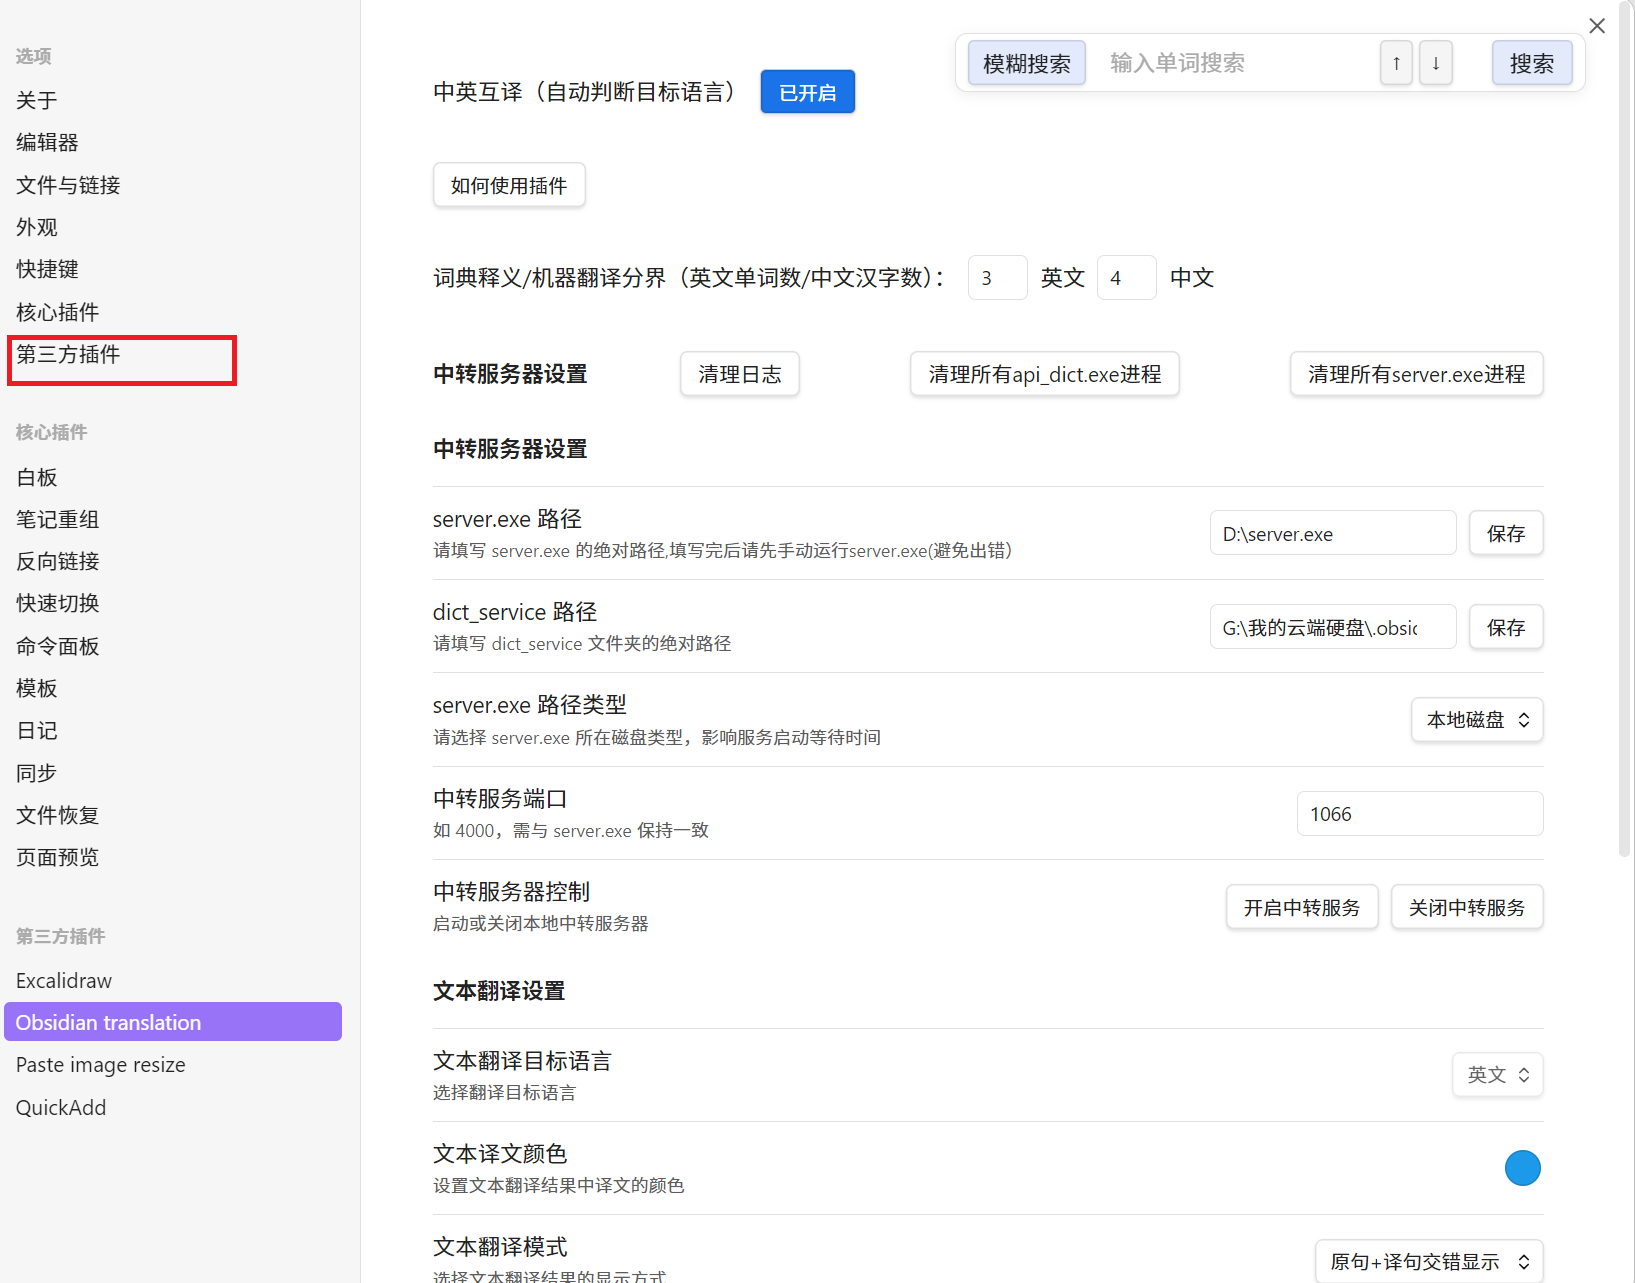 选项
关于
编辑器
文件与链接
外观
快捷键
核心插件
第三方插件
核心插件
白板
笔记重组
反向链接
快速切换
命令面板
模板
日记
同步
文件恢复
页面预览
第三方插件
Excalidraw
Obsidian translation
Paste image resize
QuickAdd
模糊搜索 输入单词搜索 ↑ ↓ 搜索
中英互译（自动判断目标语言） 已开启
如何使用插件
词典释义/机器翻译分界（英文单词数/中文汉字数）： 3 英文 4 中文
中转服务器设置 清理日志 清理所有api_dict.exe进程 清理所有server.exe进程
中转服务器设置
server.exe 路径
请填写 server.exe 的绝对路径,填写完后请先手动运行server.exe(避免出错）
D:\server.exe 保存
dict_service 路径
请填写 dict_service 文件夹的绝对路径
G:\我的云端硬盘\.obsic 保存
server.exe 路径类型
请选择 server.exe 所在磁盘类型，影响服务启动等待时间
本地磁盘
中转服务端口
如 4000，需与 server.exe 保持一致
1066
中转服务器控制
启动或关闭本地中转服务器
开启中转服务 关闭中转服务
文本翻译设置
文本翻译目标语言
选择翻译目标语言
英文
文本译文颜色
设置文本翻译结果中译文的颜色
文本翻译模式
选择文本翻译结果的显示方式
原句+译句交错显示